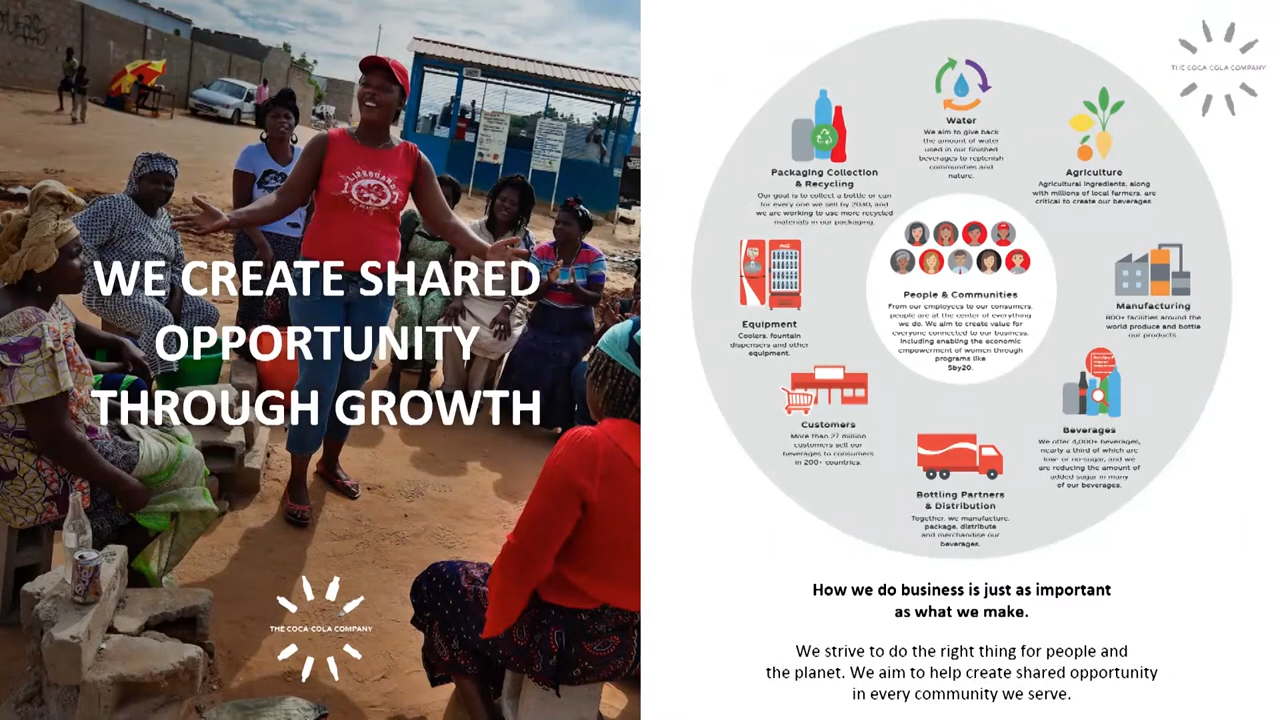 WE CREATE SHARED
OPPORTUNITY
THROUGH GROWTH
THE COCA-COLA COMPANY
THE COCA-COLA COMPANY
Water
We aim to give back
the amount of water
used in our finished
beverages to replenish
communities and
nature.
Packaging Collection
& Recycling
Our goal is to collect a bottle or can
for every one we sell by 2030, and
we are working to use more recycled
materials in our packaging.
Agriculture
Agricultural ingredients, along
with millions of local farmers, are
critical to create our beverages.
People & Communities
From our employees to our consumers,
people are at the center of everything
we do. We aim to create value for
everyone connected to our business,
including enabling the economic
empowerment of women through
programs like
5by20.
Equipment
Coolers, fountain
dispensers and other
equipment.
Manufacturing
800+ facilities around the
world produce and bottle
our products.
Customers
More than 27 million
customers sell our
beverages to consumers
in 200+ countries.
Beverages
We offer 4,000+ beverages,
nearly a third of which are
low- or no-sugar, and we
are reducing the amount of
added sugar in many
of our beverages.
Bottling Partners
& Distribution
Together, we manufacture,
package, distribute
and merchandise our
beverages.
How we do business is just as important
as what we make.
We strive to do the right thing for people and
the planet. We aim to help create shared opportunity
in every community we serve.